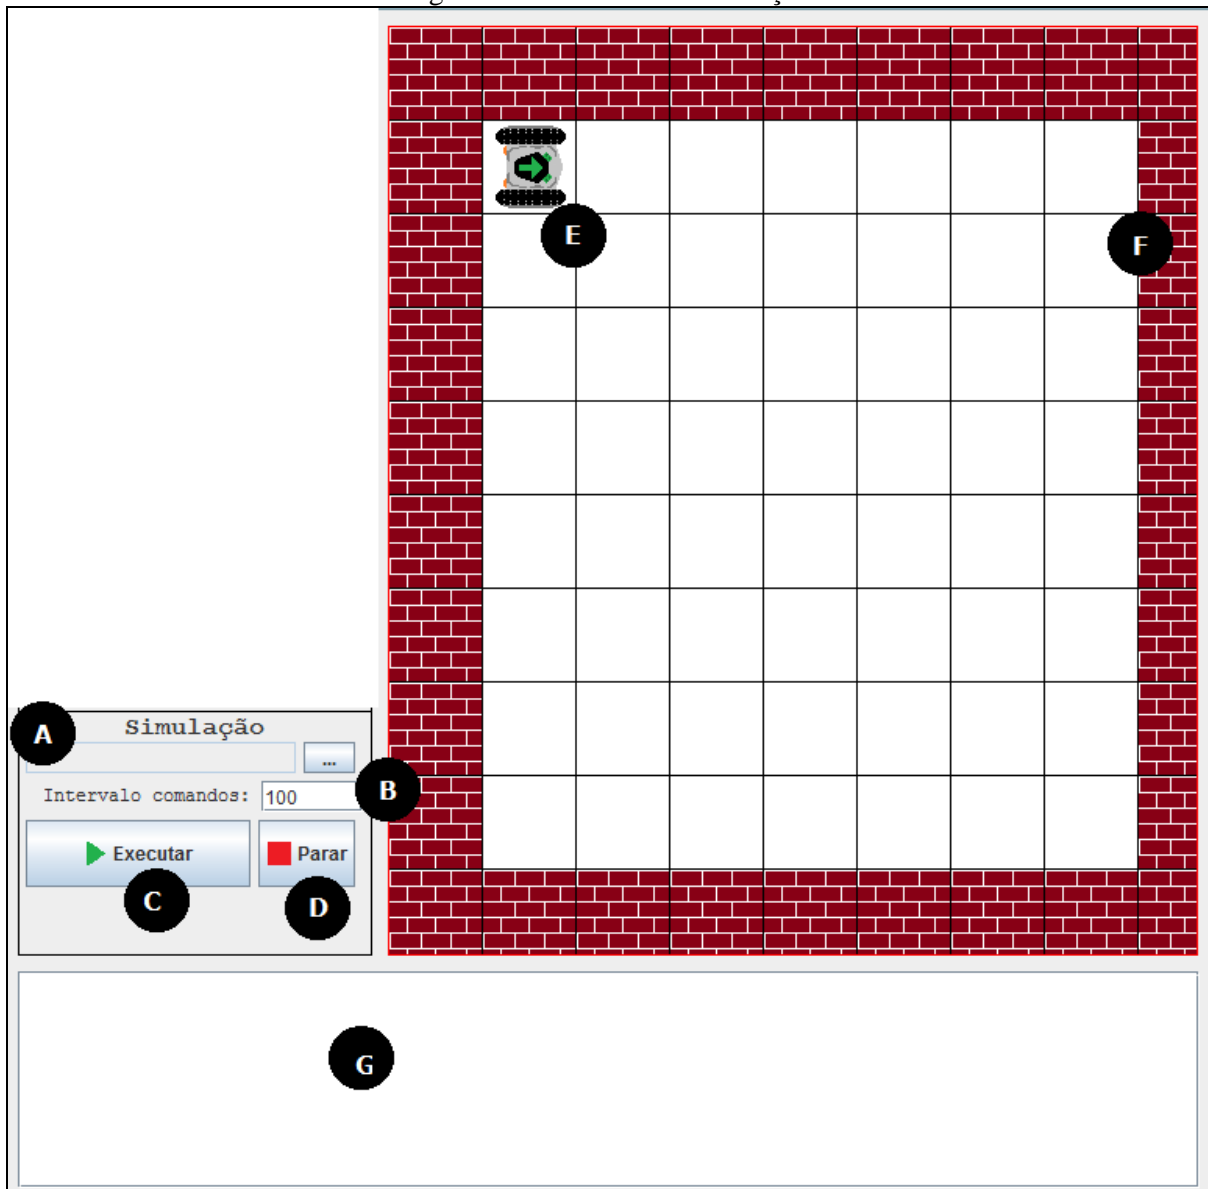 E
F
A
Simulação
...
B
Intervalo comandos: 100
Executar
Parar
C
D
G